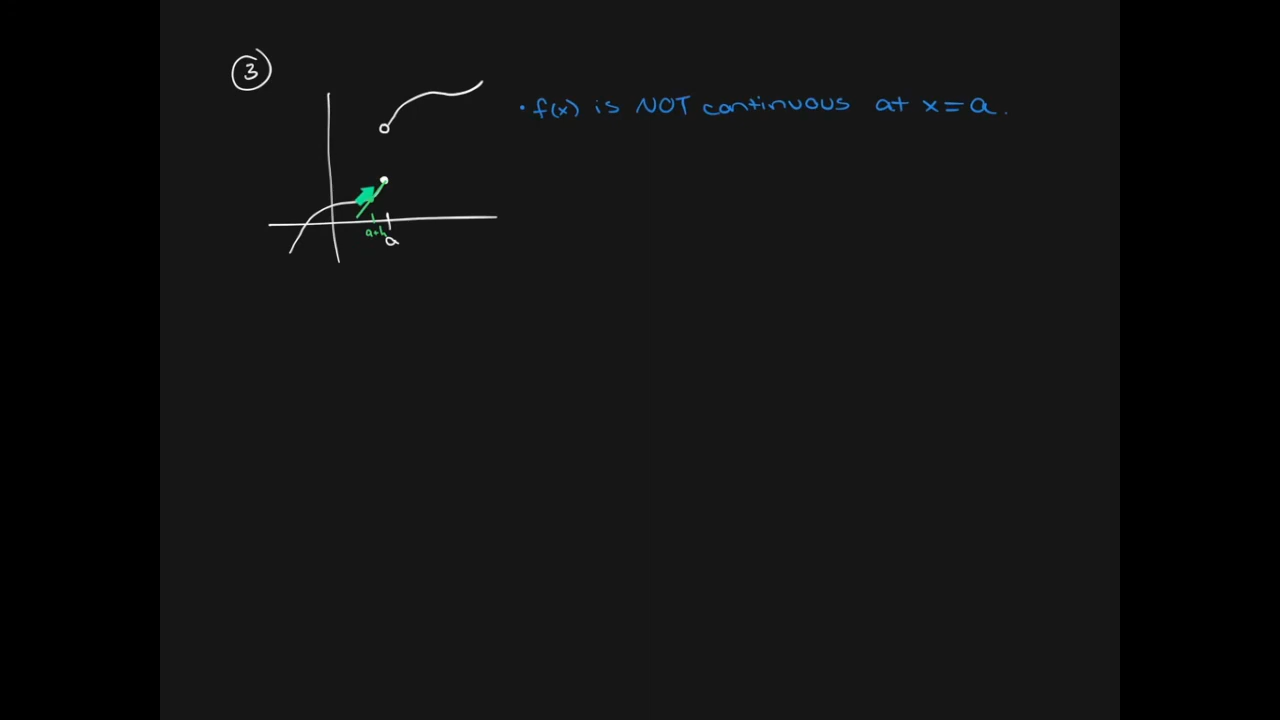 3
• f(x) is NOT continuous at x = a.
a+h
a